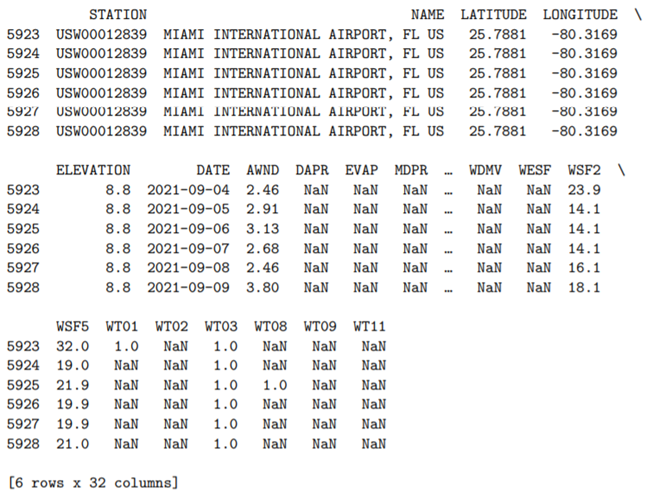 STATION NAME LATITUDE LONGITUDE \
5923 USW00012839 MIAMI INTERNATIONAL AIRPORT, FL US 25.7881 -80.3169
5924 USW00012839 MIAMI INTERNATIONAL AIRPORT, FL US 25.7881 -80.3169
5925 USW00012839 MIAMI INTERNATIONAL AIRPORT, FL US 25.7881 -80.3169
5926 USW00012839 MIAMI INTERNATIONAL AIRPORT, FL US 25.7881 -80.3169
5927 USW00012839 MIAMI INTERNATIONAL AIRPORT, FL US 25.7881 -80.3169
5928 USW00012839 MIAMI INTERNATIONAL AIRPORT, FL US 25.7881 -80.3169
ELEVATION DATE AWND DAPR EVAP MDPR … WDMV WESF WSF2 \
5923 8.8 2021-09-04 2.46 NaN NaN NaN … NaN NaN 23.9
5924 8.8 2021-09-05 2.91 NaN NaN NaN … NaN NaN 14.1
5925 8.8 2021-09-06 3.13 NaN NaN NaN … NaN NaN 14.1
5926 8.8 2021-09-07 2.68 NaN NaN NaN … NaN NaN 14.1
5927 8.8 2021-09-08 2.46 NaN NaN NaN … NaN NaN 16.1
5928 8.8 2021-09-09 3.80 NaN NaN NaN … NaN NaN 18.1
WSF5 WT01 WT02 WT03 WT08 WT09 WT11
5923 32.0 1.0 NaN 1.0 NaN NaN NaN
5924 19.0 NaN NaN 1.0 NaN NaN NaN
5925 21.9 NaN NaN 1.0 1.0 NaN NaN
5926 19.9 NaN NaN 1.0 NaN NaN NaN
5927 19.9 NaN NaN 1.0 NaN NaN NaN
5928 21.0 NaN NaN 1.0 NaN NaN NaN
[6 rows x 32 columns]